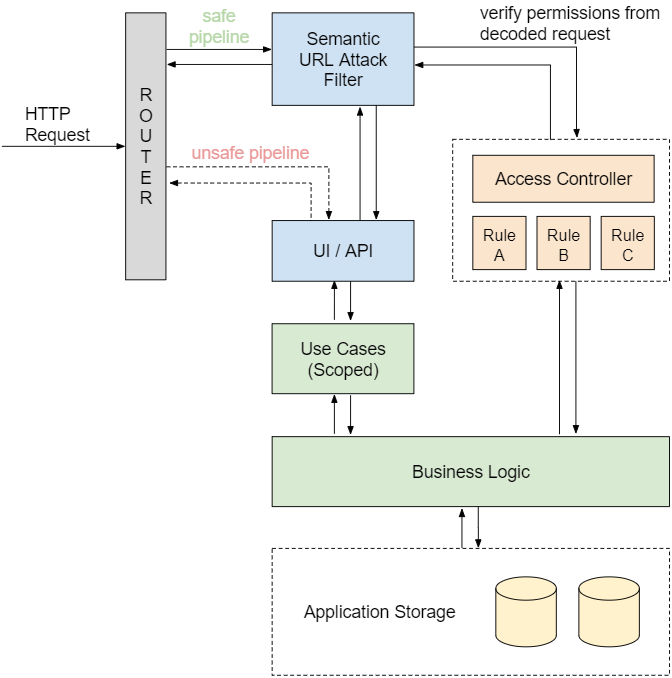 safe
pipeline
Semantic
URL Attack
Filter
verify permissions from
decoded request
HTTP
Request
R
O
U
T
E
R
unsafe pipeline
Access Controller
Rule
A
Rule
B
Rule
C
UI / API
Use Cases
(Scoped)
Business Logic
Application Storage